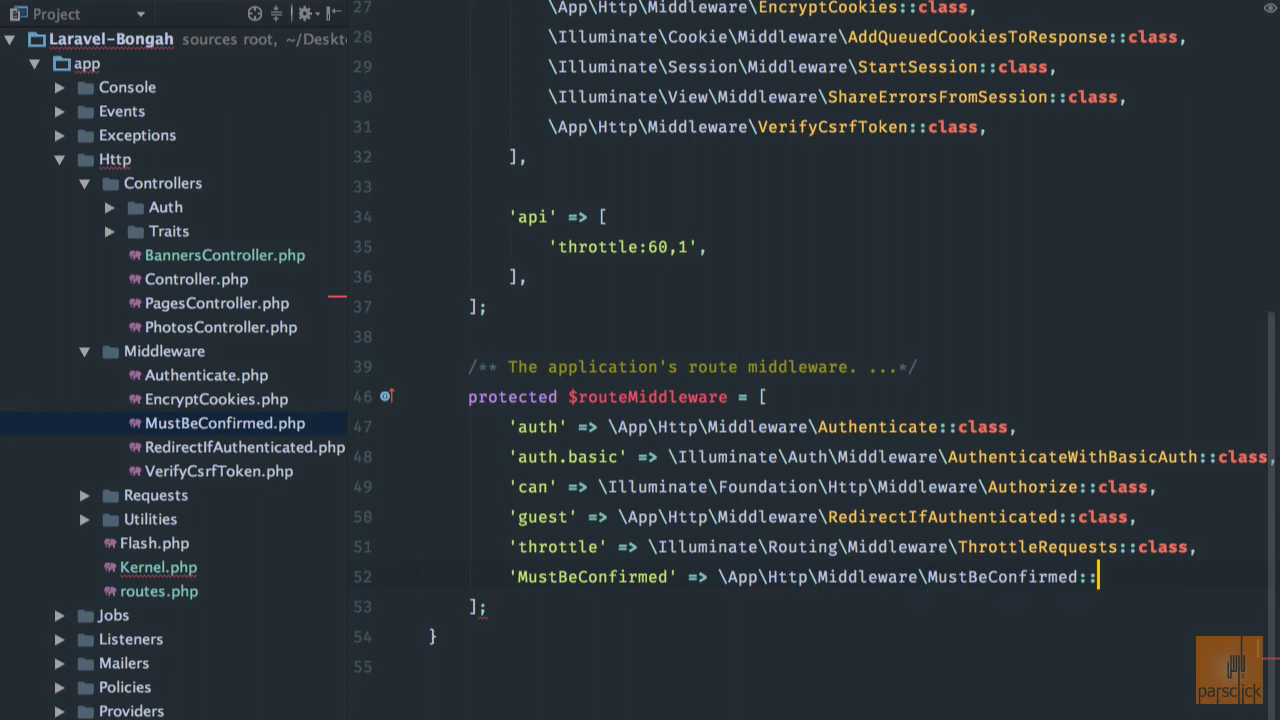 Project
Laravel-Bongah sources root, ~/Deskt
app
Console
Events
Exceptions
Http
Controllers
Auth
Traits
BannersController.php
Controller.php
PagesController.php
PhotosController.php
Middleware
Authenticate.php
EncryptCookies.php
MustBeConfirmed.php
RedirectIfAuthenticated.php
VerifyCsrfToken.php
Requests
Utilities
Flash.php
Kernel.php
routes.php
Jobs
Listeners
Mailers
Policies
Providers
27 \App\Http\Middleware\EncryptCookies::class,
28 \Illuminate\Cookie\Middleware\AddQueuedCookiesToResponse::class,
29 \Illuminate\Session\Middleware\StartSession::class,
30 \Illuminate\View\Middleware\ShareErrorsFromSession::class,
31 \App\Http\Middleware\VerifyCsrfToken::class,
32 ],
33
34 'api' => [
35 'throttle:60,1',
36 ],
37 ];
38
39 /** The application's route middleware. ...*/
46 protected $routeMiddleware = [
47 'auth' => \App\Http\Middleware\Authenticate::class,
48 'auth.basic' => \Illuminate\Auth\Middleware\AuthenticateWithBasicAuth::class,
49 'can' => \Illuminate\Foundation\Http\Middleware\Authorize::class,
50 'guest' => \App\Http\Middleware\RedirectIfAuthenticated::class,
51 'throttle' => \Illuminate\Routing\Middleware\ThrottleRequests::class,
52 'MustBeConfirmed' => \App\Http\Middleware\MustBeConfirmed::
53 ];
54 }
55
parsclick